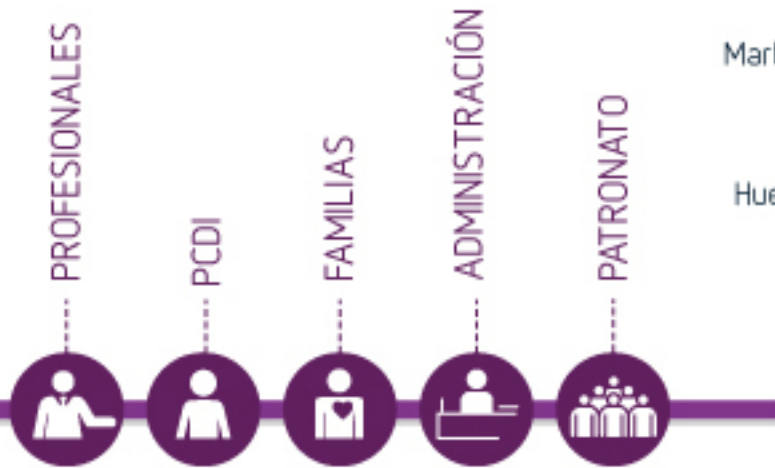 PROFESIONALES
PCDI
FAMILIAS
ADMINISTRACIÓN
PATRONATO